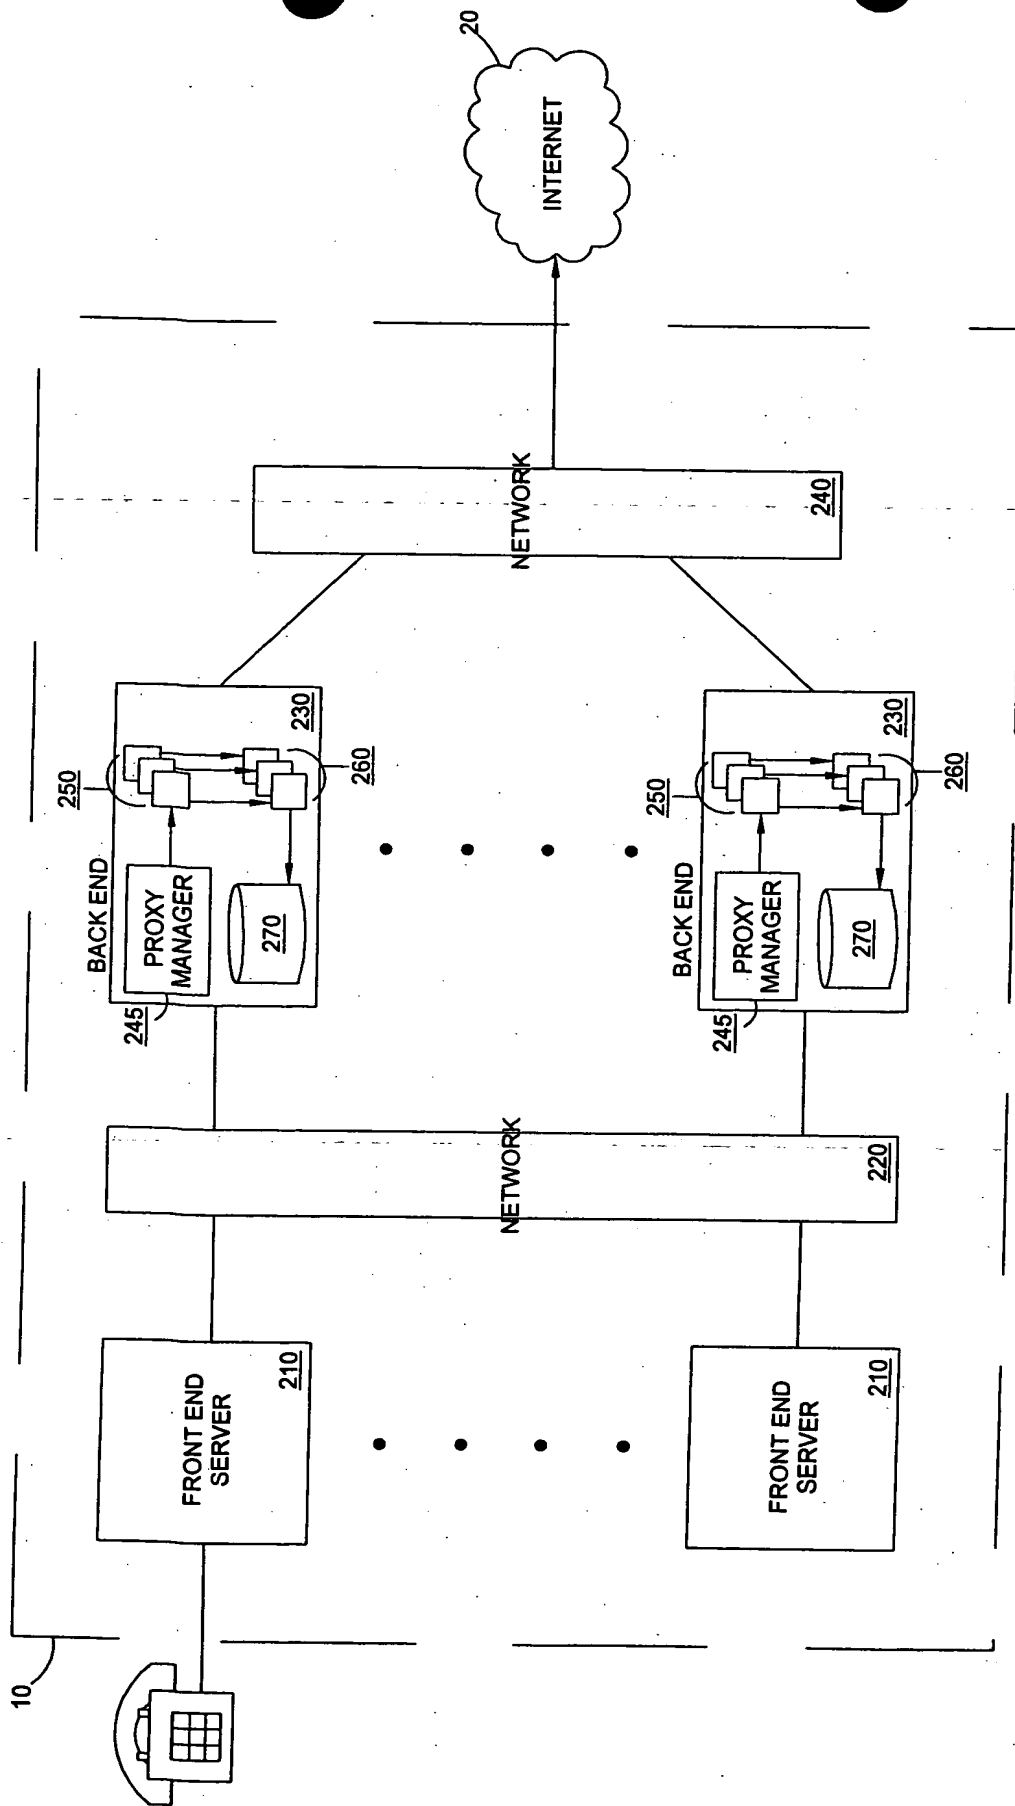 10
FRONT END
SERVER
210
FRONT END
SERVER
210
NETWORK
220
BACK END
245
PROXY
MANAGER
250
260
270
230
BACK END
245
PROXY
MANAGER
250
260
270
230
NETWORK
240
20
INTERNET